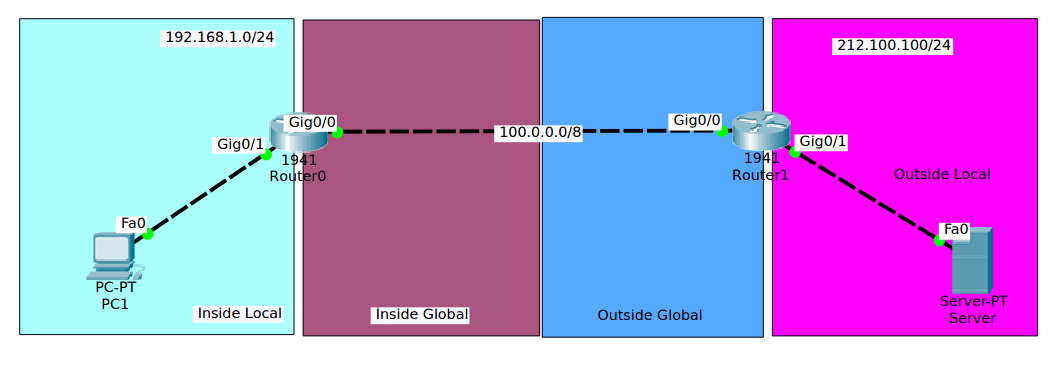 192.168.1.0/24
212.100.100/24
Gig0/0
100.0.0.0/8
Gig0/0
Gig0/1
Gig0/1
1941
Router0
1941
Router1
Outside Local
Fa0
Fa0
PC-PT
PC1
Server-PT
Server
Inside Local
Inside Global
Outside Global